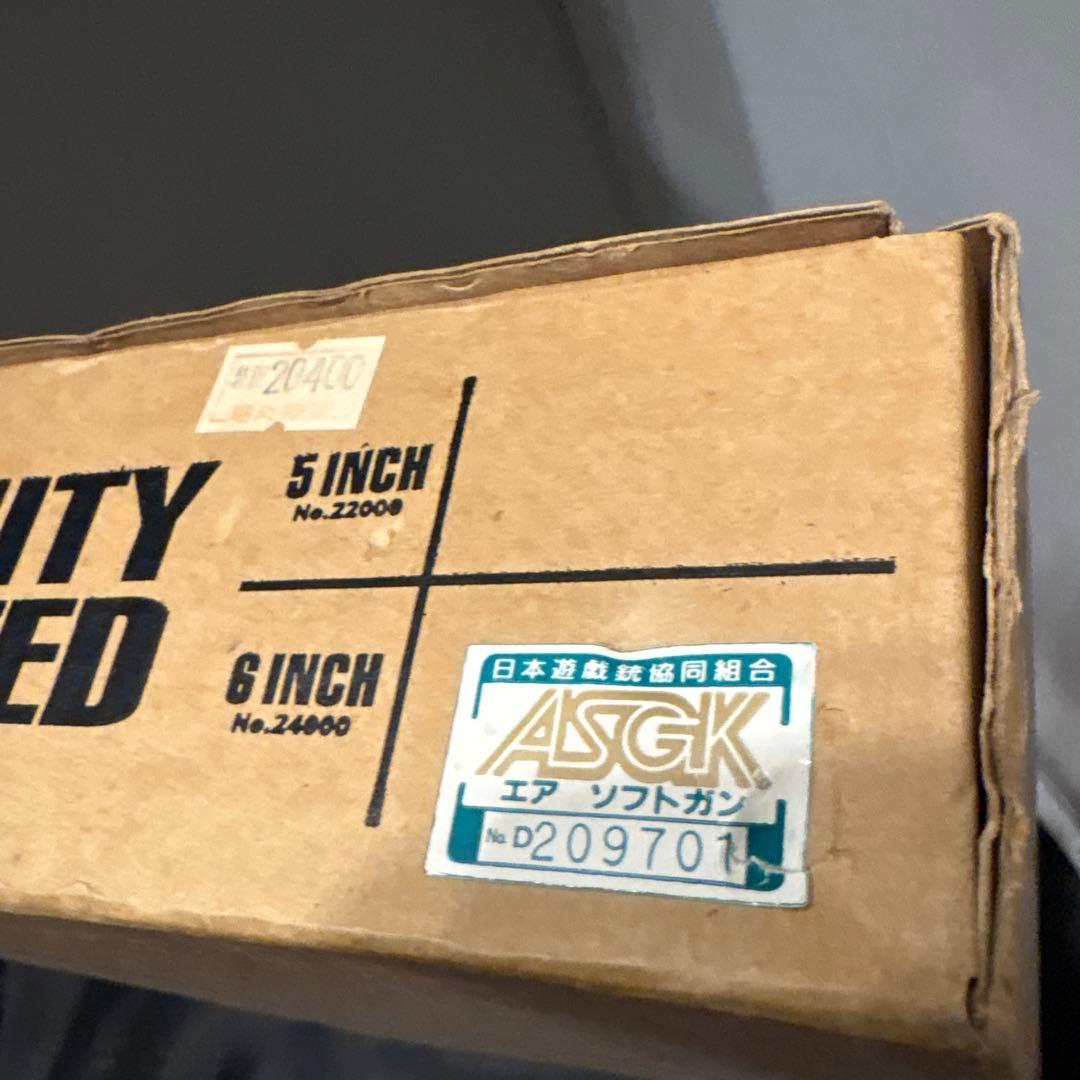 20400
ITY
5 INCH
No.22000
ED
6 INCH
No.24000
日本遊戯銃協同組合
ASGK
エア ソフトガン
No. D209701